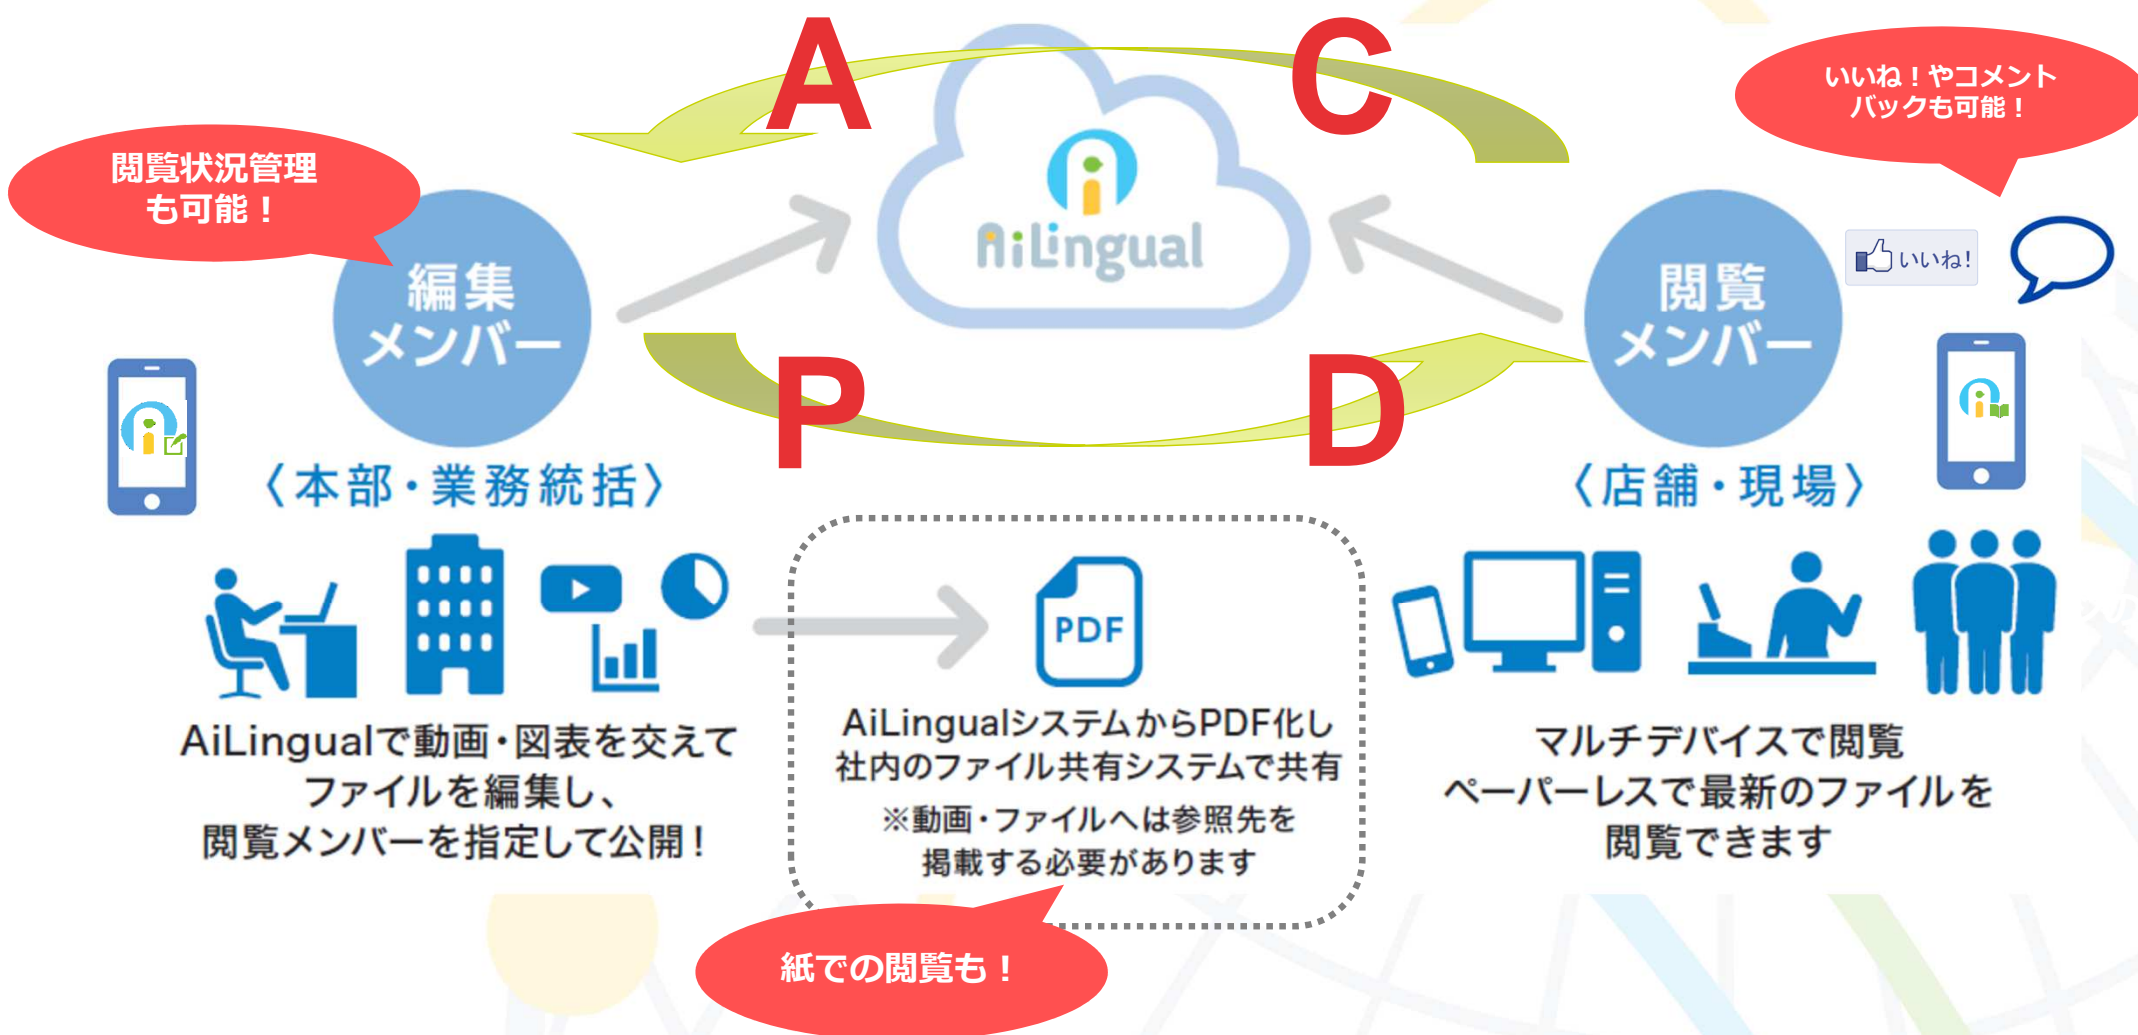 A
C
いいね！やコメント
バックも可能！
閲覧状況管理
も可能！
AiLingual
編集
メンバー
閲覧
メンバー
いいね!
P
D
〈本部・業務統括〉
〈店舗・現場〉
PDF
AiLingualで動画・図表を交えて
ファイルを編集し、
閲覧メンバーを指定して公開！
AiLingualシステムからPDF化し
社内のファイル共有システムで共有
※動画・ファイルへは参照先を
掲載する必要があります
マルチデバイスで閲覧
ペーパーレスで最新のファイルを
閲覧できます
紙での閲覧も！